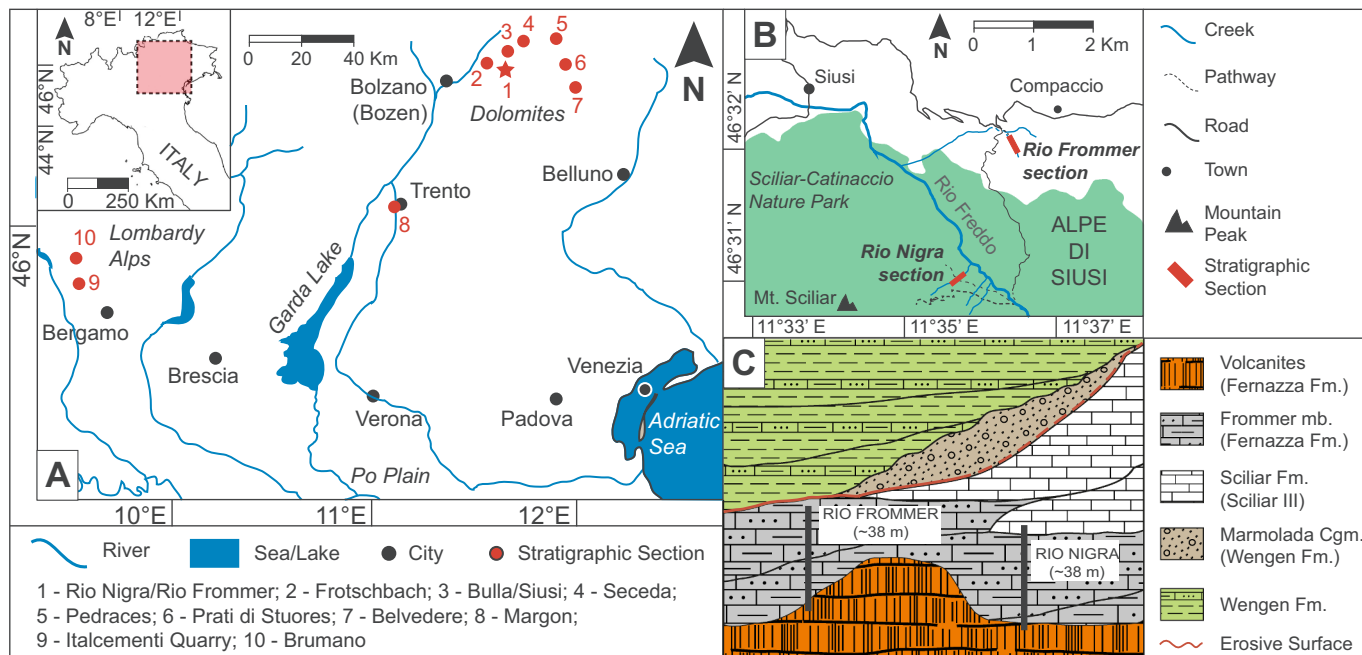 8°E 12°E
N
46°N
44°N
ITALY
0 250 Km
0 20 40 Km
N
Bolzano
(Bozen)
Dolomites
1
2
3
4
5
6
7
Belluno
Trento
8
Lombardy
Alps
10
9
46°N
Bergamo
Garda Lake
Brescia
Verona
Padova
Venezia
Adriatic
Sea
Po Plain
A
10°E 11°E 12°E
River Sea/Lake City Stratigraphic Section
1 - Rio Nigra/Rio Frommer; 2 - Frotschbach; 3 - Bulla/Siusi; 4 - Seceda;
5 - Pedraces; 6 - Prati di Stuores; 7 - Belvedere; 8 - Margon;
9 - Italcementi Quarry; 10 - Brumano
B
N
0 1 2 Km
Siusi
Compaccio
46°32' N
46°31' N
Rio Frommer
section
Sciliar-Catinaccio
Nature Park
Rio Freddo
ALPE
DI
SIUSI
Rio Nigra
section
Mt. Sciliar
11°33' E 11°35' E 11°37' E
Creek
Pathway
Road
Town
Mountain
Peak
Stratigraphic
Section
C
RIO FROMMER
(~38 m)
RIO NIGRA
(~38 m)
Volcanites
(Fernazza Fm.)
Frommer mb.
(Fernazza Fm.)
Sciliar Fm.
(Sciliar III)
Marmolada Cgm.
(Wengen Fm.)
Wengen Fm.
Erosive Surface